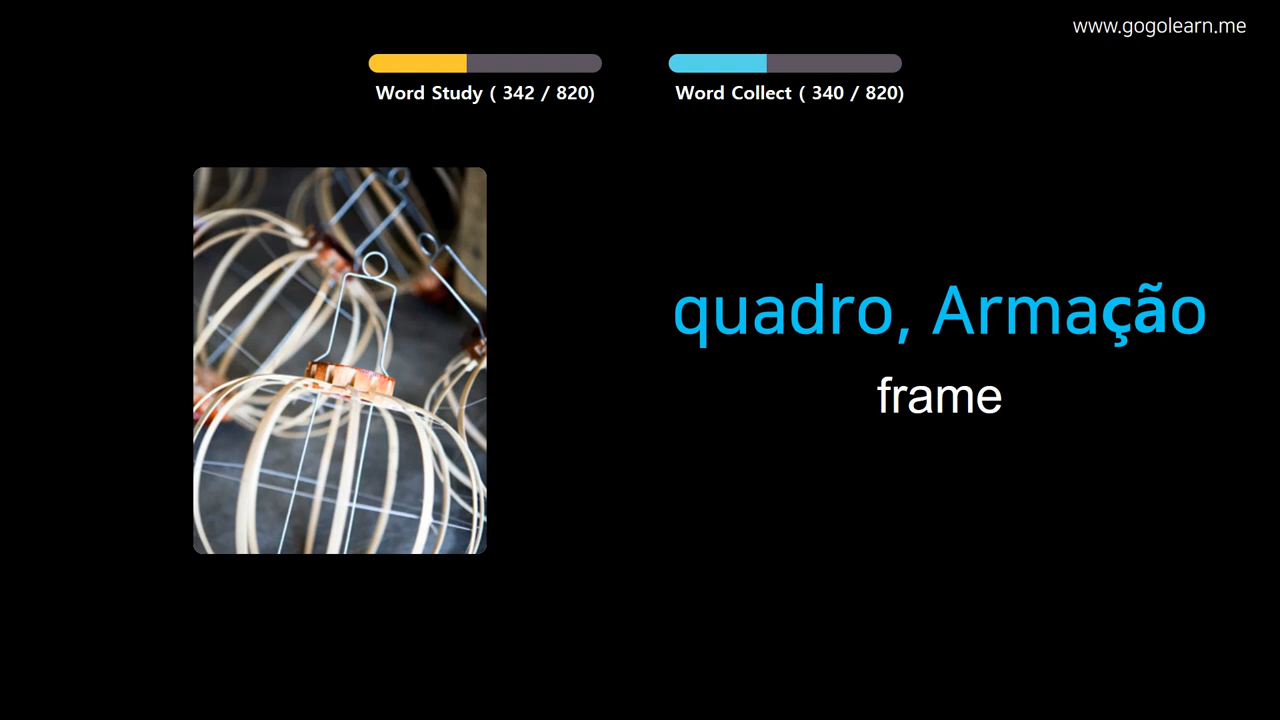 www.gogolearn.me
Word Study ( 342 / 820)
Word Collect ( 340 / 820)
quadro, Armação
frame